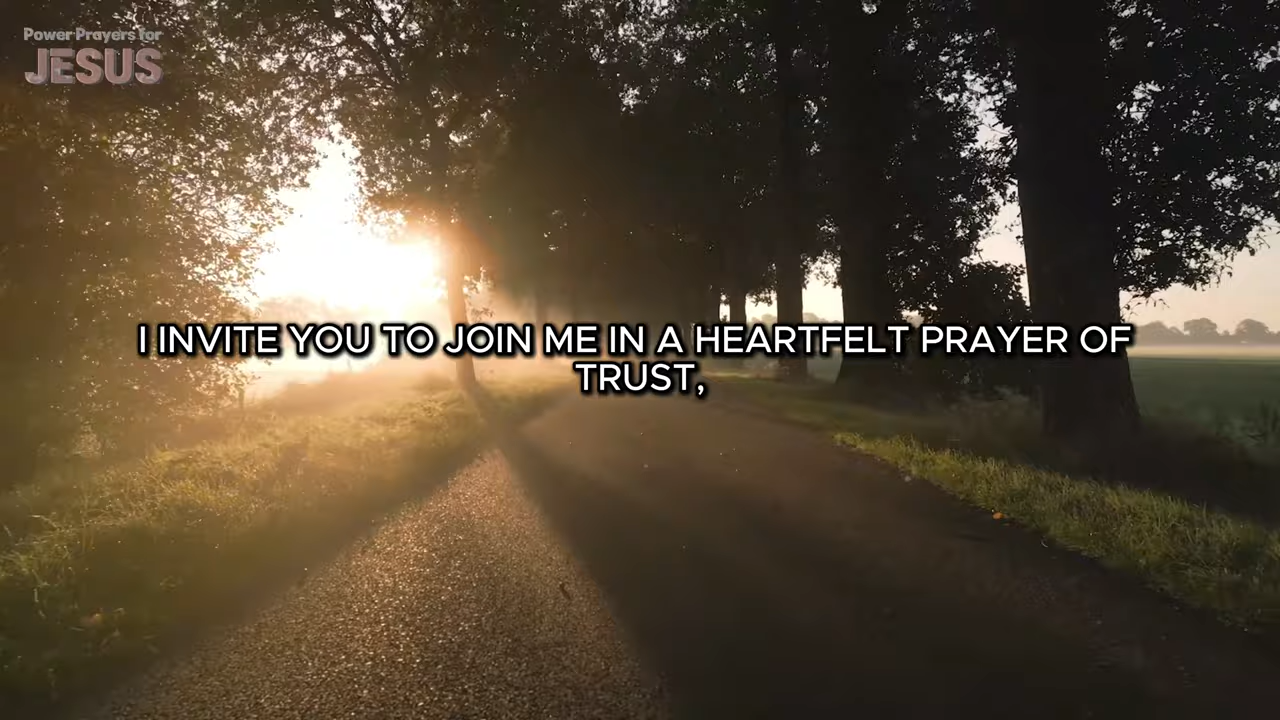 Power Prayers for
JESUS
I INVITE YOU TO JOIN ME IN A HEARTFELT PRAYER OF
TRUST,